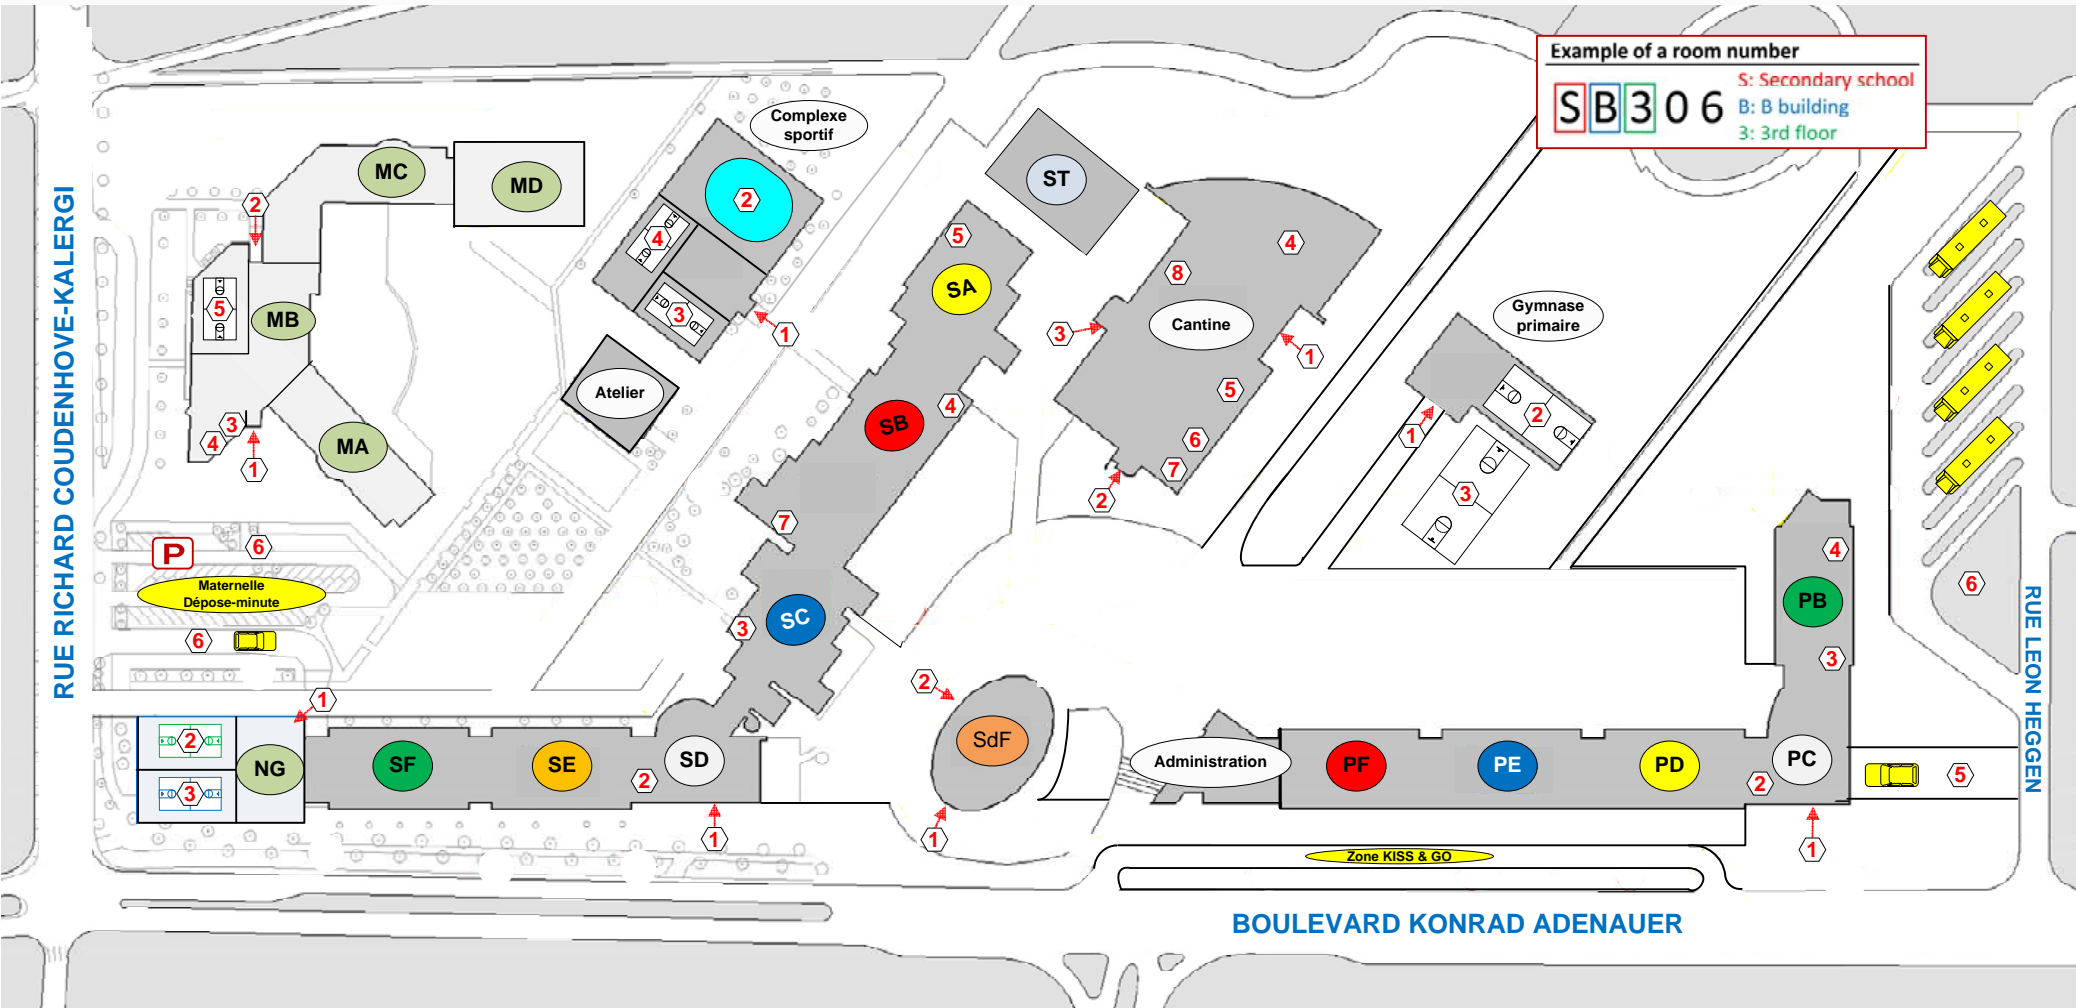 Example of a room number
SB306
S: Secondary school
B: B building
3: 3rd floor
Complexe
sportif
MC
MD
ST
2
2
4
5
4
8
SA
3
5
MB
Cantine
Gymnase
primaire
1
3
1
Atelier
5
2
SB
4
3
4
MA
1
1
6
7
2
3
7
P
6
Maternelle
Dépose-minute
6
4
PB
6
3
SC
3
2
1
2
3
NG
SF
SE
2
SD
1
SdF
1
Administration
PF
PE
PD
2
PC
5
1
Zone KISS & GO
RUE RICHARD COUDENHOVE-KALERGI
RUE LEON HEGGEN
BOULEVARD KONRAD ADENAUER